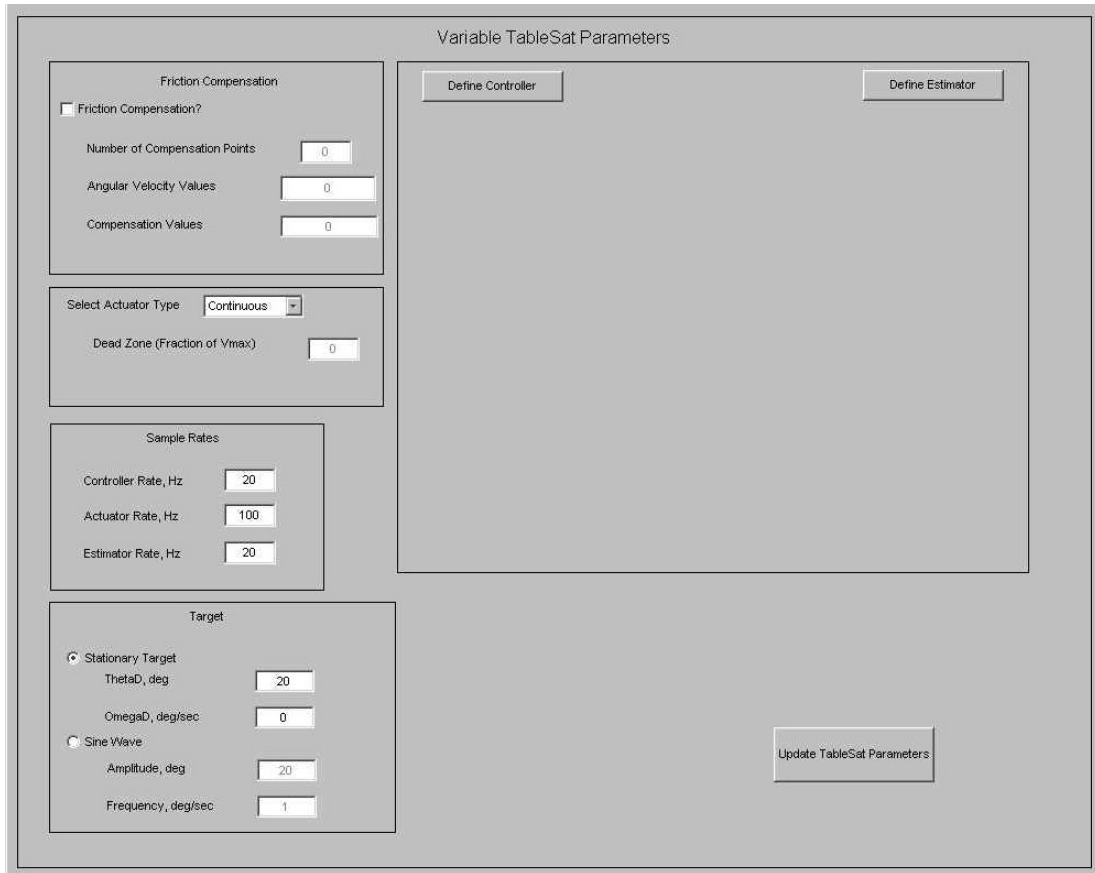 Variable TableSat Parameters
Friction Compensation
Friction Compensation?
Number of Compensation Points 0
Angular Velocity Values 0
Compensation Values 0
Define Controller
Define Estimator
Select Actuator Type Continuous
Dead Zone (Fraction of Vmax) 0
Sample Rates
Controller Rate, Hz 20
Actuator Rate, Hz 100
Estimator Rate, Hz 20
Target
Stationary Target
ThetaD, deg 20
OmegaD, deg/sec 0
Sine Wave
Amplitude, deg 20
Frequency, deg/sec 1
Update TableSat Parameters